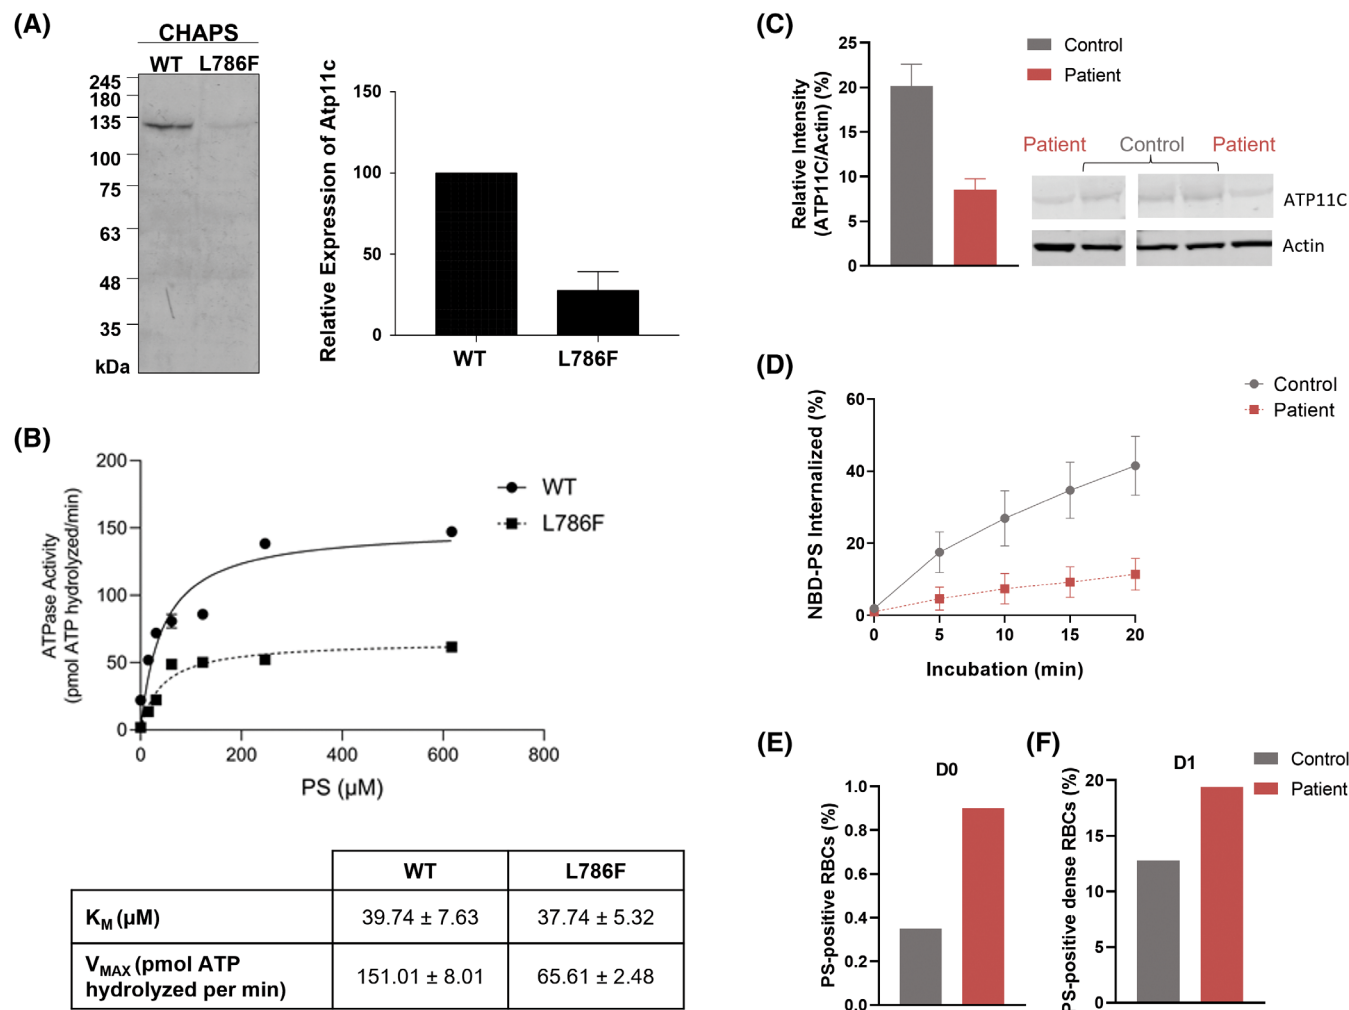 (A)
CHAPS
WT L786F
245
180
135
100
75
63
48
35
kDa
Relative Expression of Atp11c
150
100
50
0
WT L786F
(B)
ATPase Activity
(pmol ATP hydrolyzed/min)
200
150
100
50
0
0 200 400 600 800
PS (µM)
WT
L786F
WT L786F
KM (µM) 39.74 ± 7.63 37.74 ± 5.32
VMAX (pmol ATP
hydrolyzed per min) 151.01 ± 8.01 65.61 ± 2.48
(C)
Relative Intensity
(ATP11C/Actin) (%)
25
20
15
10
5
0
Control
Patient
Patient Control Patient
ATP11C
Actin
(D)
NBD-PS Internalized (%)
60
40
20
0
0 5 10 15 20
Incubation (min)
Control
Patient
(E)
D0
PS-positive RBCs (%)
1.0
0.8
0.6
0.4
0.2
0.0
(F)
D1
PS-positive dense RBCs (%)
20
15
10
5
0
Control
Patient